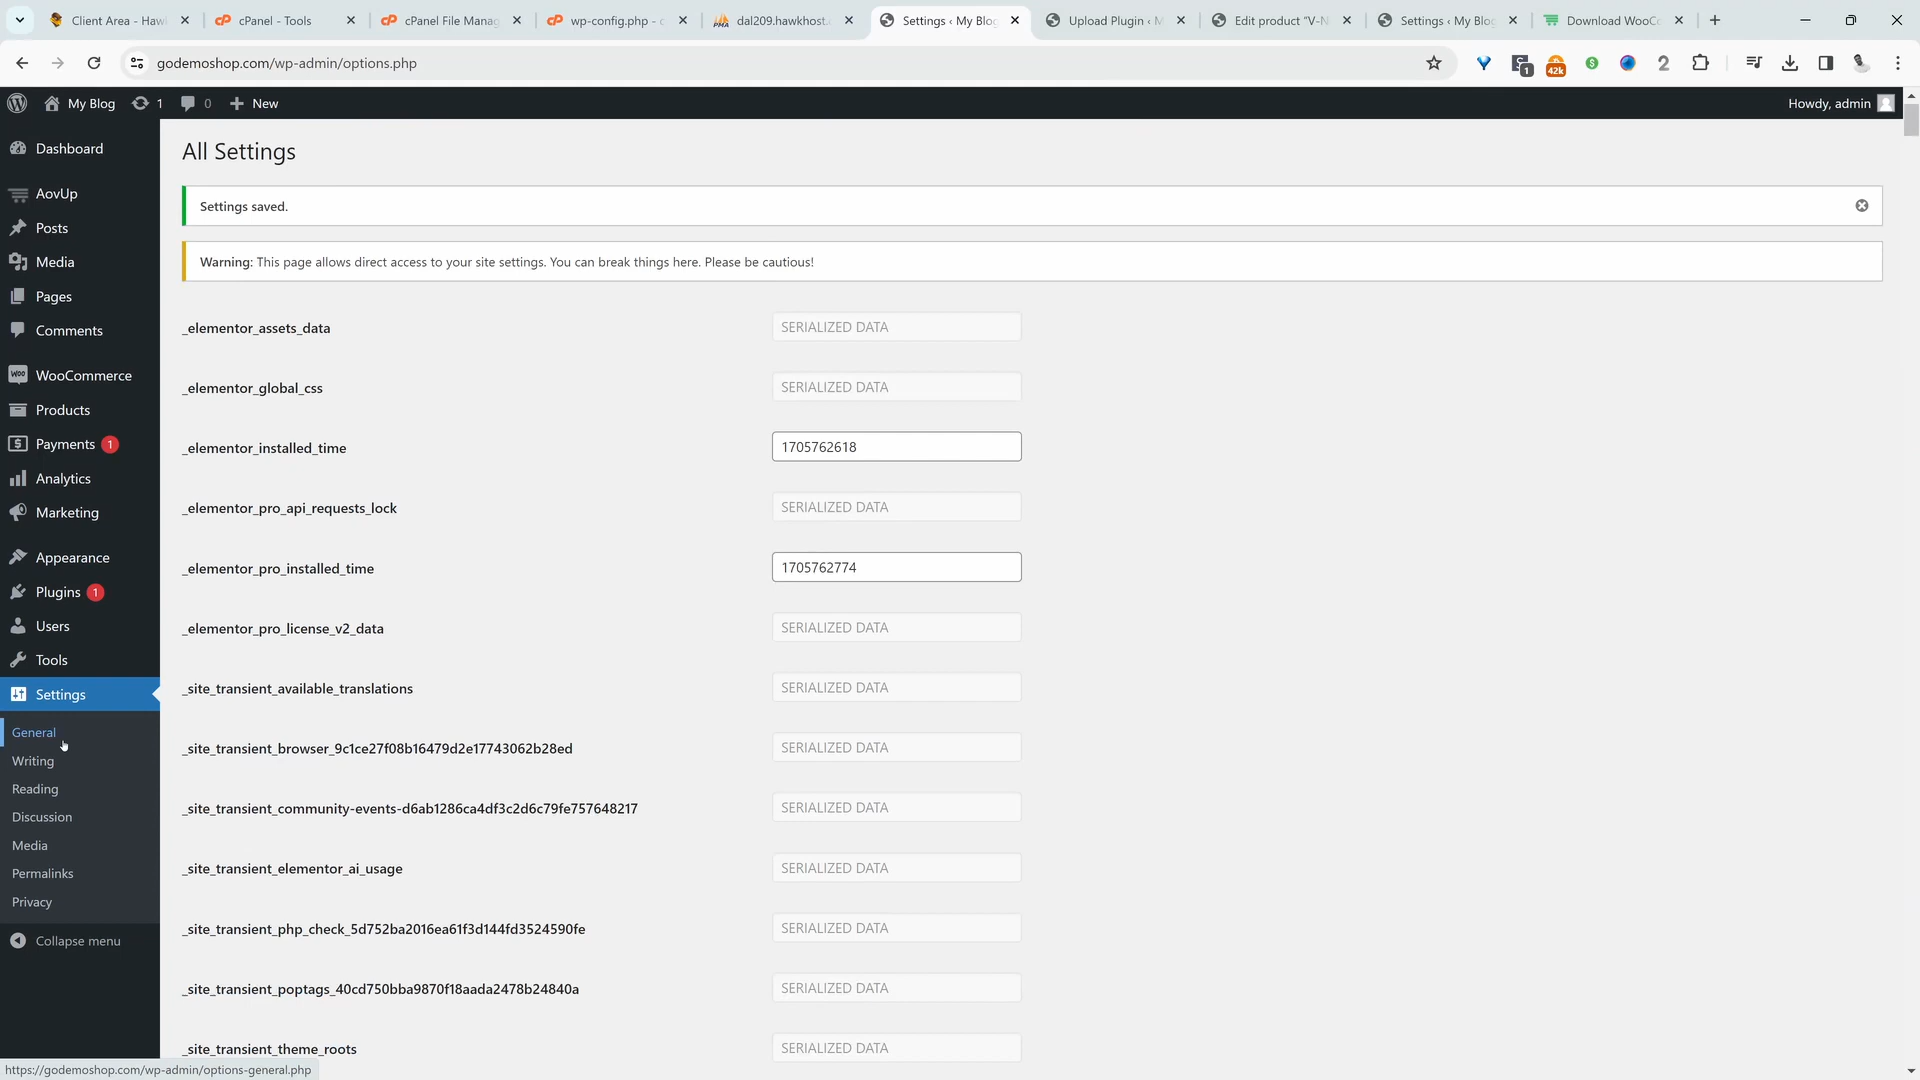 Client Area - Haw
cPanel - Tools
cPanel File Manag
wp-config.php - c
dal209.hawkhost.
Settings ‹ My Blog
Upload Plugin ‹ M
Edit product “V-N
Settings ‹ My Blog
Download WooCo
godemoshop.com/wp-admin/options.php
1
42k
2
My Blog
1
0
New
Howdy, admin
Dashboard
AovUp
Posts
Media
Pages
Comments
WooCommerce
Products
Payments 1
Analytics
Marketing
Appearance
Plugins 1
Users
Tools
Settings
General
Writing
Reading
Discussion
Media
Permalinks
Privacy
Collapse menu
All Settings
Settings saved.
Warning: This page allows direct access to your site settings. You can break things here. Please be cautious!
_elementor_assets_data SERIALIZED DATA
_elementor_global_css SERIALIZED DATA
_elementor_installed_time 1705762618
_elementor_pro_api_requests_lock SERIALIZED DATA
_elementor_pro_installed_time 1705762774
_elementor_pro_license_v2_data SERIALIZED DATA
_site_transient_available_translations SERIALIZED DATA
_site_transient_browser_9c1ce27f08b16479d2e17743062b28ed SERIALIZED DATA
_site_transient_community-events-d6ab1286ca4df3c2d6c79fe757648217 SERIALIZED DATA
_site_transient_elementor_ai_usage SERIALIZED DATA
_site_transient_php_check_5d752ba2016ea61f3d144fd3524590fe SERIALIZED DATA
_site_transient_poptags_40cd750bba9870f18aada2478b24840a SERIALIZED DATA
_site_transient_theme_roots SERIALIZED DATA
https://godemoshop.com/wp-admin/options-general.php